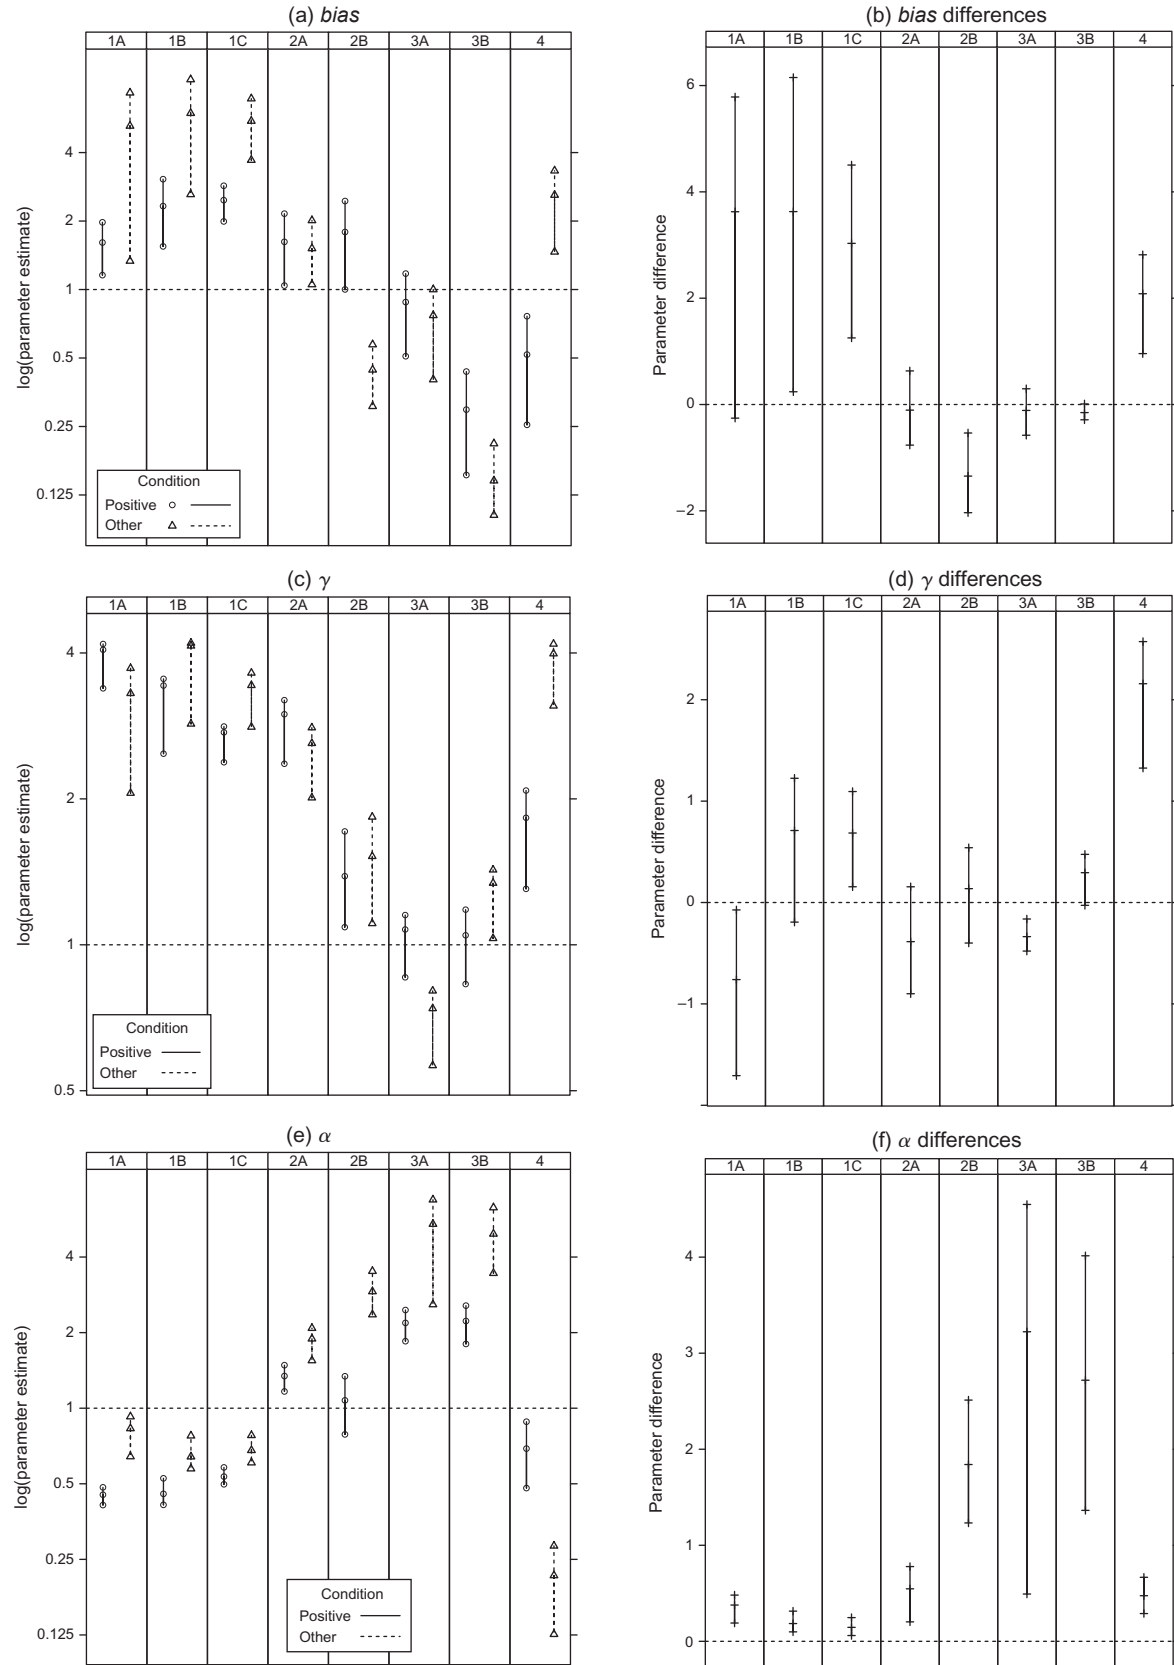 (a) bias
1A 1B 1C 2A 2B 3A 3B 4
4
2
1
0.5
0.25
0.125
log(parameter estimate)
Condition
Positive
Other
(b) bias differences
1A 1B 1C 2A 2B 3A 3B 4
6
4
2
0
−2
Parameter difference
(c) γ
1A 1B 1C 2A 2B 3A 3B 4
4
2
1
0.5
log(parameter estimate)
Condition
Positive
Other
(d) γ differences
1A 1B 1C 2A 2B 3A 3B 4
2
1
0
−1
Parameter difference
(e) α
1A 1B 1C 2A 2B 3A 3B 4
4
2
1
0.5
0.25
0.125
log(parameter estimate)
Condition
Positive
Other
(f) α differences
1A 1B 1C 2A 2B 3A 3B 4
4
3
2
1
0
Parameter difference